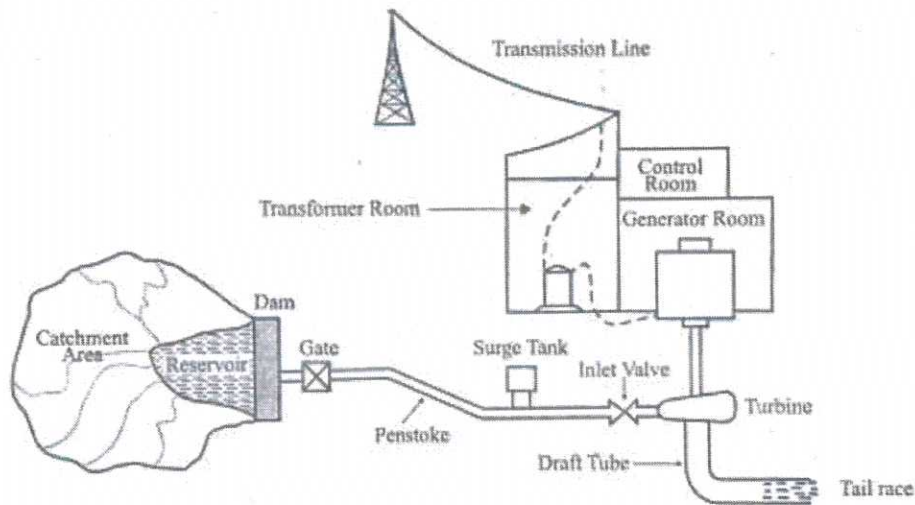 Transmission Line
Control
Room
Transformer Room
Generator Room
Dam
Catchment
Area
Reservoir
Gate
Surge Tank
Inlet Valve
Turbine
Penstoke
Draft Tube
Tail race